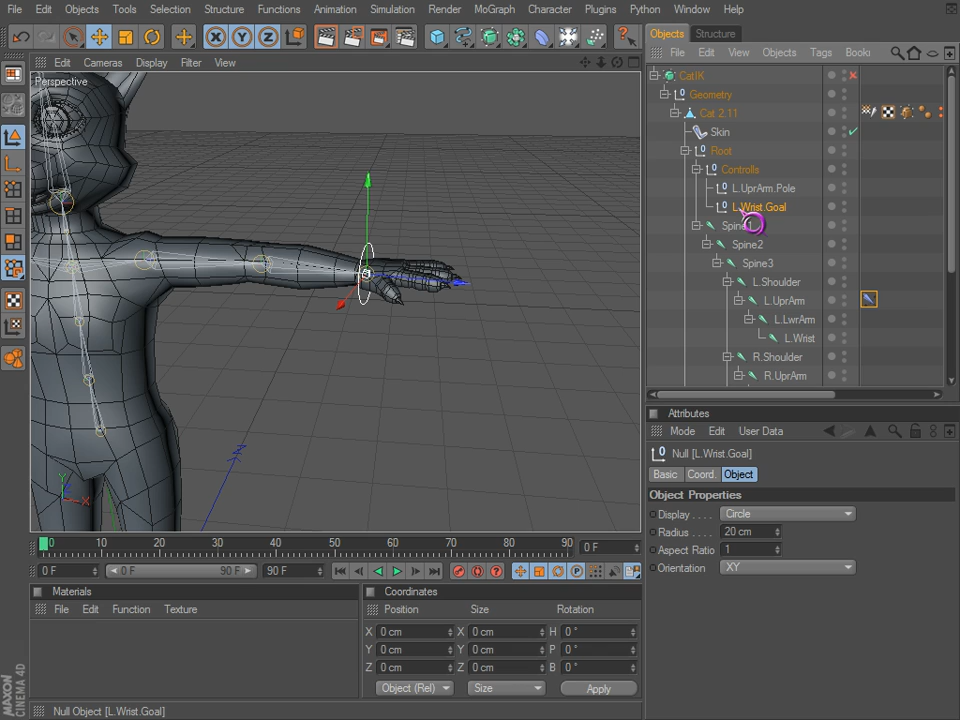 File Edit Objects Tools Selection Structure Functions Animation Simulation Render MoGraph Character Plugins Python Window Help
Objects Structure
File Edit View Objects Tags Book
Edit Cameras Display Filter View
Perspective
CatIK
Geometry
Cat 2.11
Skin
Root
Controlls
L.UprArm.Pole
L.Wrist.Goal
Spine1
Spine2
Spine3
L.Shoulder
L.UprArm
L.LwrArm
L.Wrist
R.Shoulder
R.UprArm
Y
X
Z
Attributes
Mode Edit User Data
Null [L.Wrist.Goal]
Basic Coord. Object
Object Properties
Display . . . . Circle
Radius . . . . 20 cm
Aspect Ratio 1
Orientation XY
0 10 20 30 40 50 60 70 80 90 0 F
0 F 0 F 90 F 90 F
Materials
File Edit Function Texture
Coordinates
Position Size Rotation
X 0 cm X 0 cm H 0 °
Y 0 cm Y 0 cm P 0 °
Z 0 cm Z 0 cm B 0 °
Object (Rel) Size Apply
MAXON
CINEMA 4D
Null Object [L.Wrist.Goal]